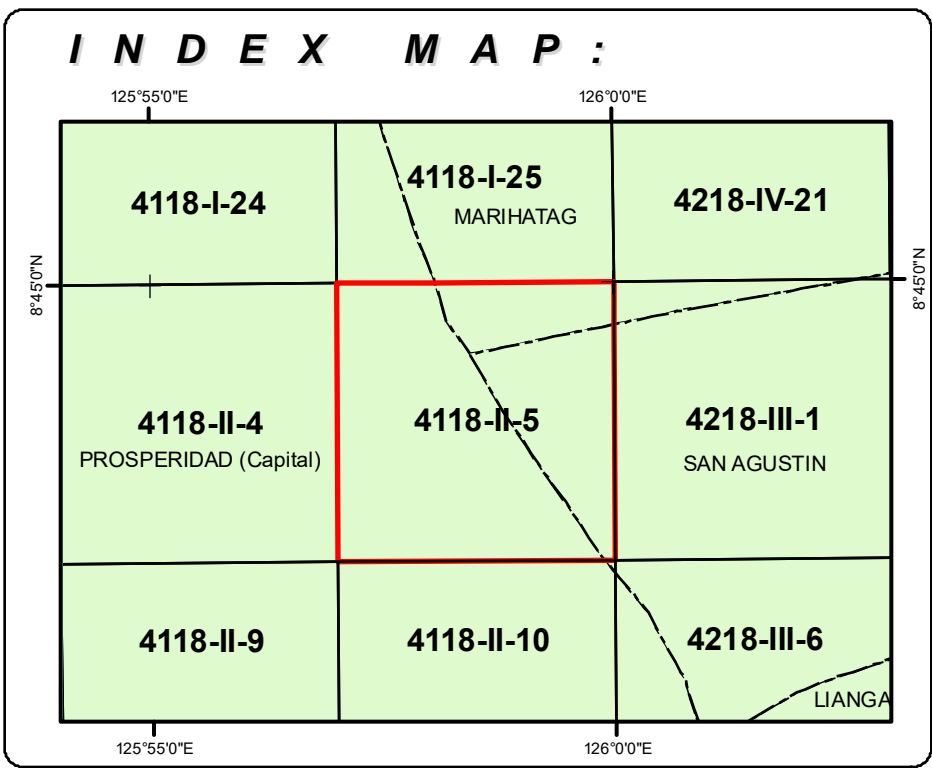 INDEX MAP:
125°55'0"E 126°0'0"E
4118-I-24 4118-I-25 4218-IV-21
MARIHATAG
8°45'0"N 8°45'0"N
4118-II-4 4118-II-5 4218-III-1
PROSPERIDAD (Capital) SAN AGUSTIN
4118-II-9 4118-II-10 4218-III-6
LIANGA
125°55'0"E 126°0'0"E